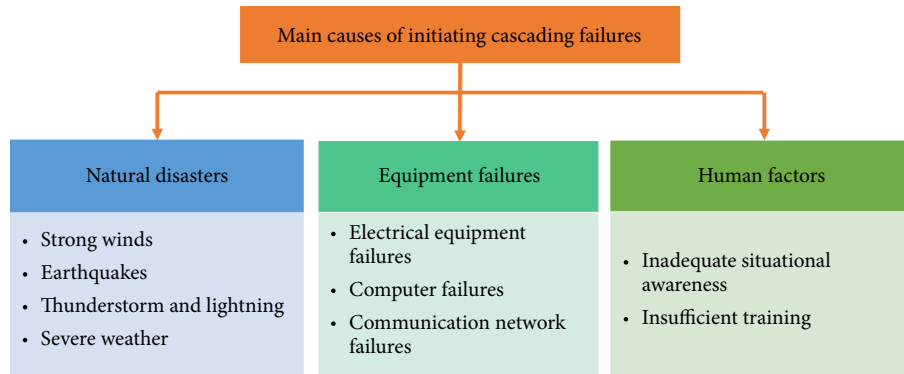 Main causes of initiating cascading failures
Natural disasters
• Strong winds
• Earthquakes
• Thunderstorm and lightning
• Severe weather
Equipment failures
• Electrical equipment
failures
• Computer failures
• Communication network
failures
Human factors
• Inadequate situational
awareness
• Insufficient training